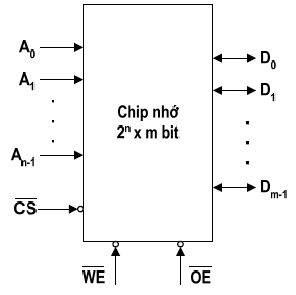 A0
A1
An-1
CS
Chip nhớ
2ⁿ x m bit
D0
D1
Dm-1
WE
OE